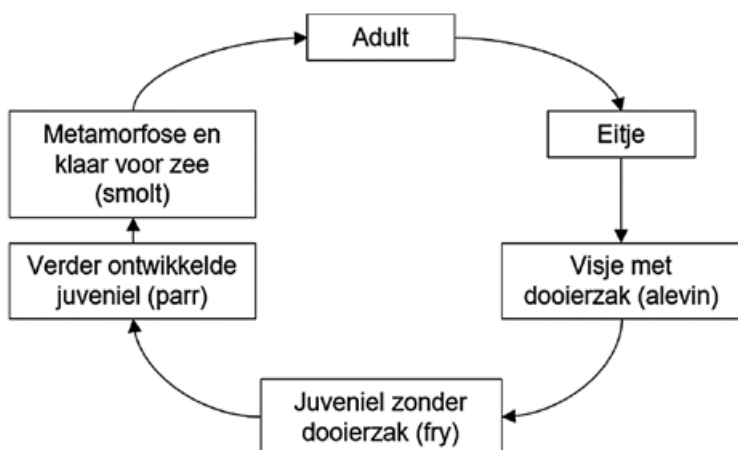 Adult
Eitje
Visje met
dooierzak (alevin)
Juveniel zonder
dooierzak (fry)
Verder ontwikkelde
juveniel (parr)
Metamorfose en
klaar voor zee
(smolt)